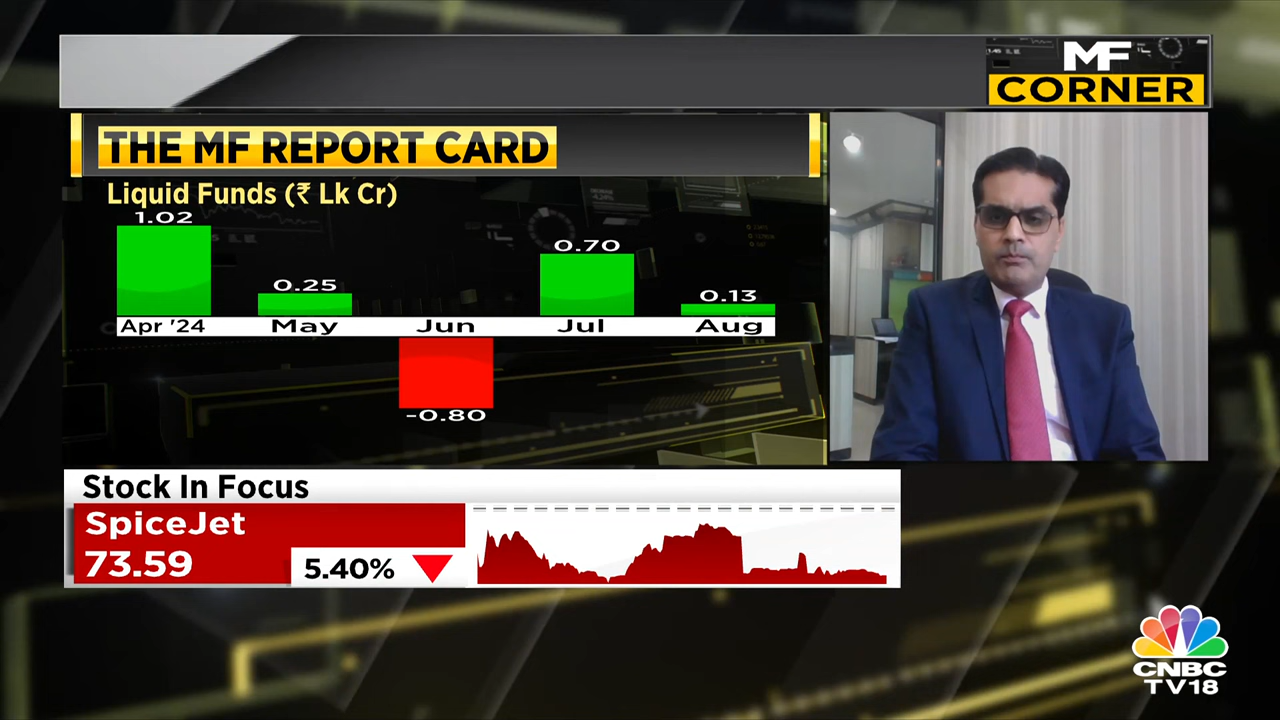 MF
CORNER
THE MF REPORT CARD
Liquid Funds (₹ Lk Cr)
1.02
0.25
0.70
0.13
Apr '24 May Jun Jul Aug
-0.80
Stock In Focus
SpiceJet
73.59
5.40%
CNBC
TV18